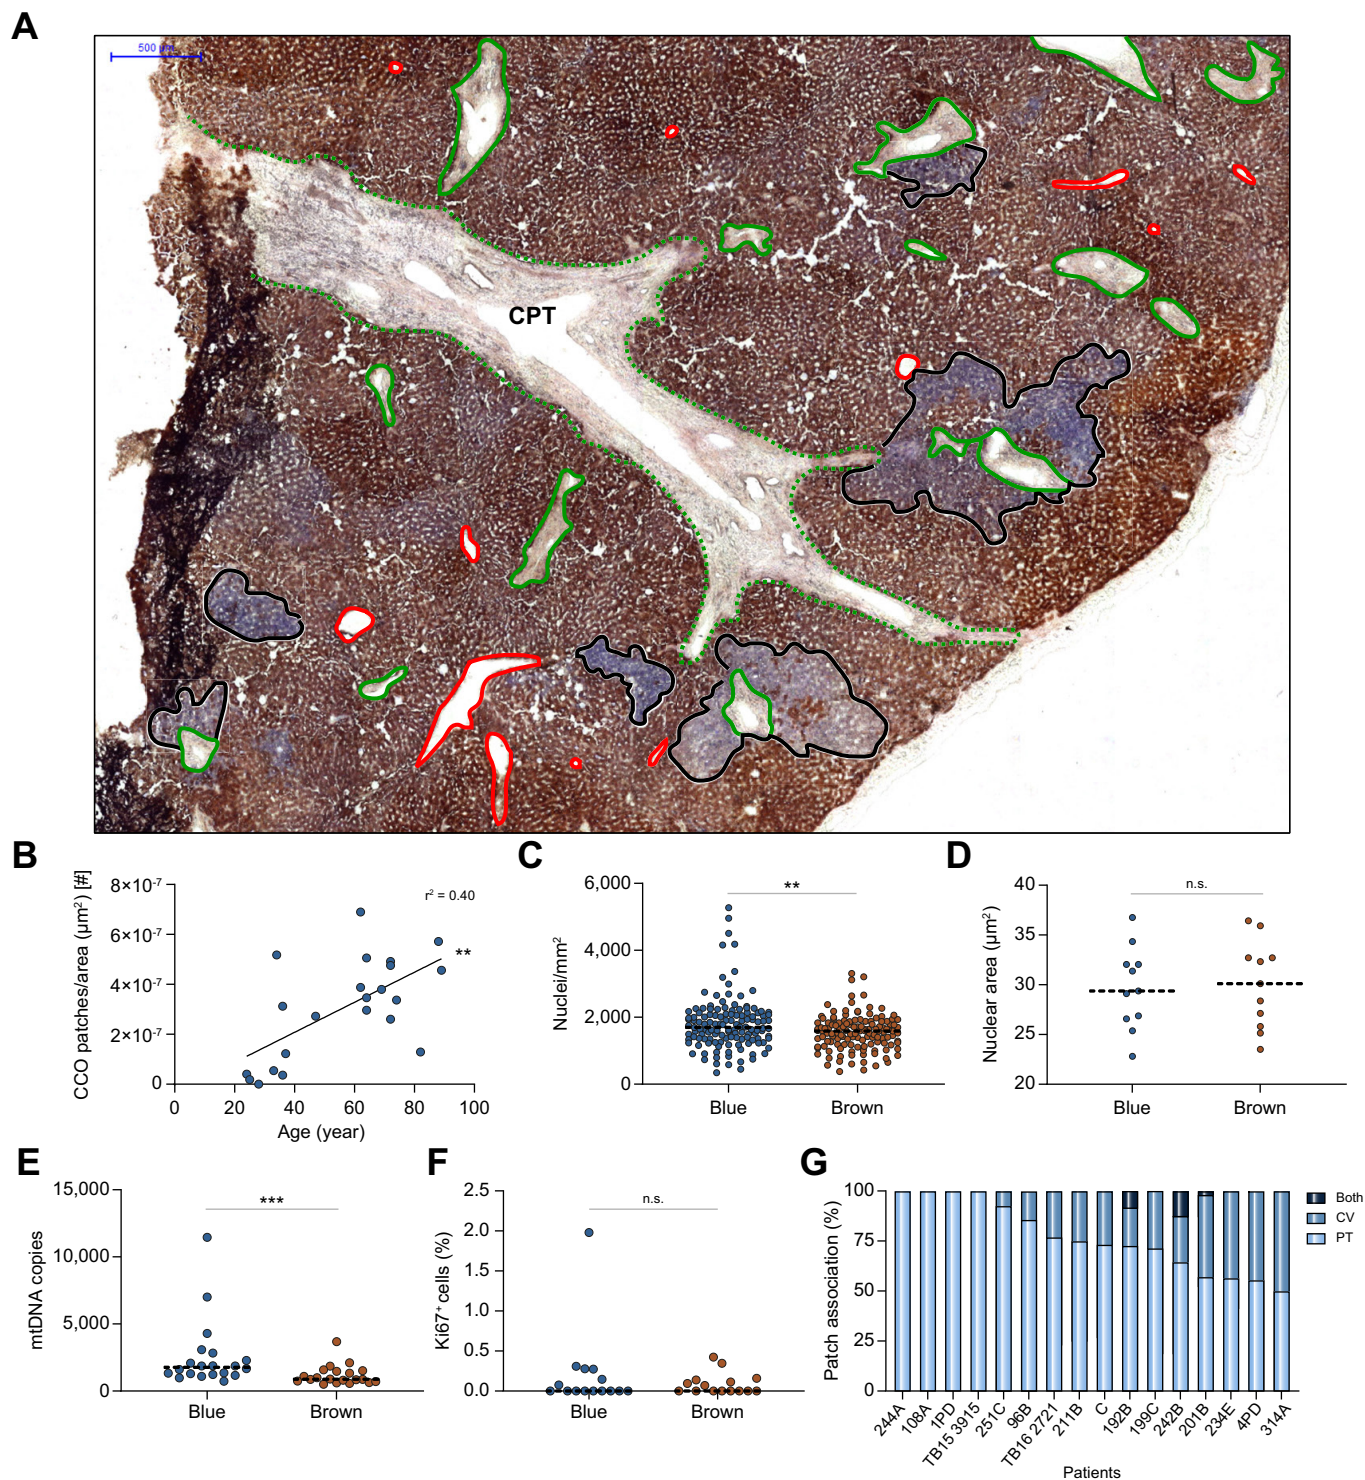 A
500 µm
CPT
B
CCO patches/area (µm²) [#]
8×10⁻⁷
6×10⁻⁷
4×10⁻⁷
2×10⁻⁷
0
r² = 0.40
**
0 20 40 60 80 100
Age (year)
C
Nuclei/mm²
6,000
4,000
2,000
0
**
Blue Brown
D
Nuclear area (µm²)
40
35
30
25
20
n.s.
Blue Brown
E
mtDNA copies
15,000
10,000
5,000
0
***
Blue Brown
F
Ki67⁺ cells (%)
2.5
2.0
1.5
1.0
0.5
0.0
n.s.
Blue Brown
G
Patch association (%)
100
75
50
25
0
Both
CV
PT
244A 108A 1PD TB15 3915 251C 96B TB16 2721 211B C 192B 199C 242B 201B 234E 4PD 314A
Patients